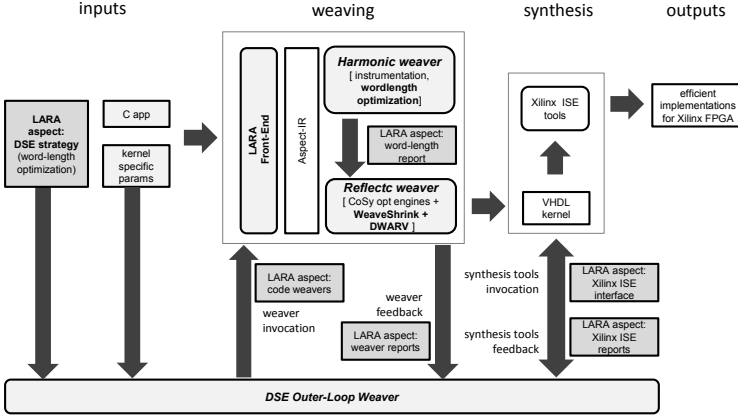 inputs
weaving
synthesis
outputs
LARA
aspect:
DSE strategy
(word-length
optimization)
C app
kernel
specific
params
LARA
Front-End
Aspect-IR
Harmonic weaver
[ instrumentation,
wordlength
optimization]
LARA aspect:
word-length
report
Reflectc weaver
[ CoSy opt engines +
WeaveShrink +
DWARV ]
Xilinx ISE
tools
VHDL
kernel
efficient
implementations
for Xilinx FPGA
LARA aspect:
code weavers
weaver
invocation
weaver
feedback
LARA aspect:
weaver reports
synthesis tools
invocation
LARA aspect:
Xilinx ISE
interface
synthesis tools
feedback
LARA aspect:
Xilinx ISE
reports
DSE Outer-Loop Weaver